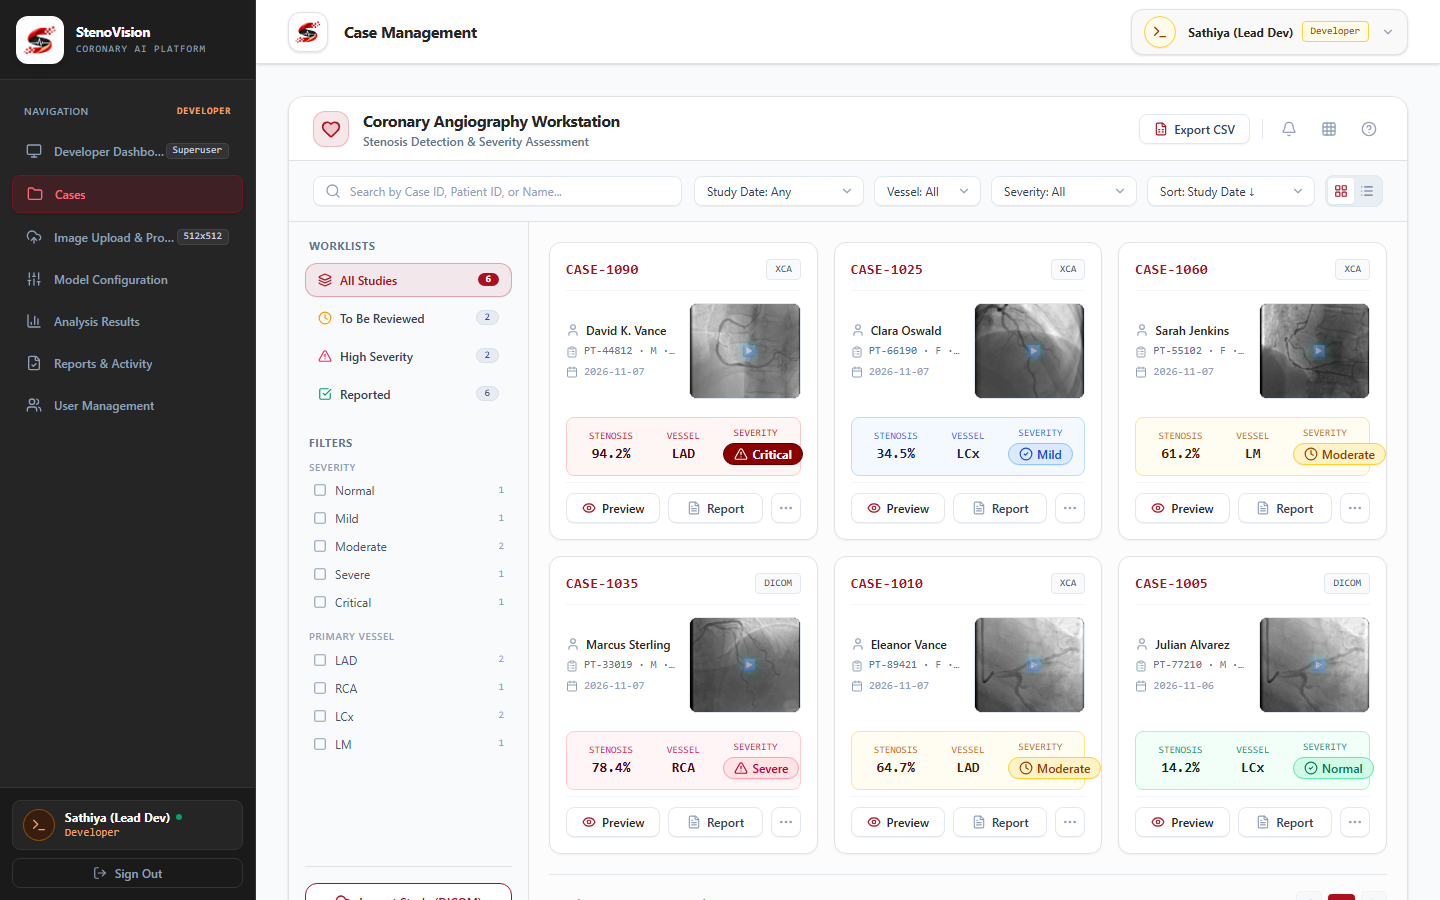 StenoVision
CORONARY AI PLATFORM
NAVIGATION
DEVELOPER
Developer Dashbo...
Superuser
Cases
Image Upload & Pro...
512x512
Model Configuration
Analysis Results
Reports & Activity
User Management
Sathiya (Lead Dev)
Developer
Sign Out
Case Management
Sathiya (Lead Dev)
Developer
Coronary Angiography Workstation
Stenosis Detection & Severity Assessment
Export CSV
Search by Case ID, Patient ID, or Name...
Study Date: Any
Vessel: All
Severity: All
Sort: Study Date ↓
WORKLISTS
All Studies
6
To Be Reviewed
2
High Severity
2
Reported
6
FILTERS
SEVERITY
Normal
1
Mild
1
Moderate
2
Severe
1
Critical
1
PRIMARY VESSEL
LAD
2
RCA
1
LCx
2
LM
1
CASE-1090
XCA
David K. Vance
PT-44812 · M ·…
2026-11-07
STENOSIS
94.2%
VESSEL
LAD
SEVERITY
Critical
Preview
Report
CASE-1025
XCA
Clara Oswald
PT-66190 · F ·…
2026-11-07
STENOSIS
34.5%
VESSEL
LCx
SEVERITY
Mild
Preview
Report
CASE-1060
XCA
Sarah Jenkins
PT-55102 · F ·…
2026-11-07
STENOSIS
61.2%
VESSEL
LM
SEVERITY
Moderate
Preview
Report
CASE-1035
DICOM
Marcus Sterling
PT-33019 · M ·…
2026-11-07
STENOSIS
78.4%
VESSEL
RCA
SEVERITY
Severe
Preview
Report
CASE-1010
XCA
Eleanor Vance
PT-89421 · F ·…
2026-11-07
STENOSIS
64.7%
VESSEL
LAD
SEVERITY
Moderate
Preview
Report
CASE-1005
DICOM
Julian Alvarez
PT-77210 · M ·…
2026-11-06
STENOSIS
14.2%
VESSEL
LCx
SEVERITY
Normal
Preview
Report